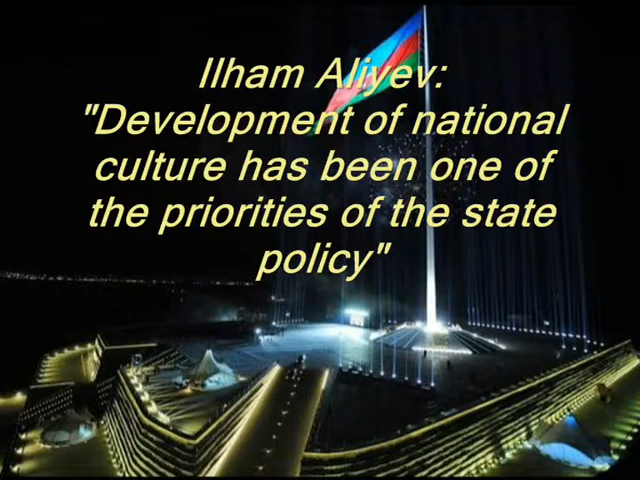 Ilham Aliyev:
"Development of national
culture has been one of
the priorities of the state
policy"